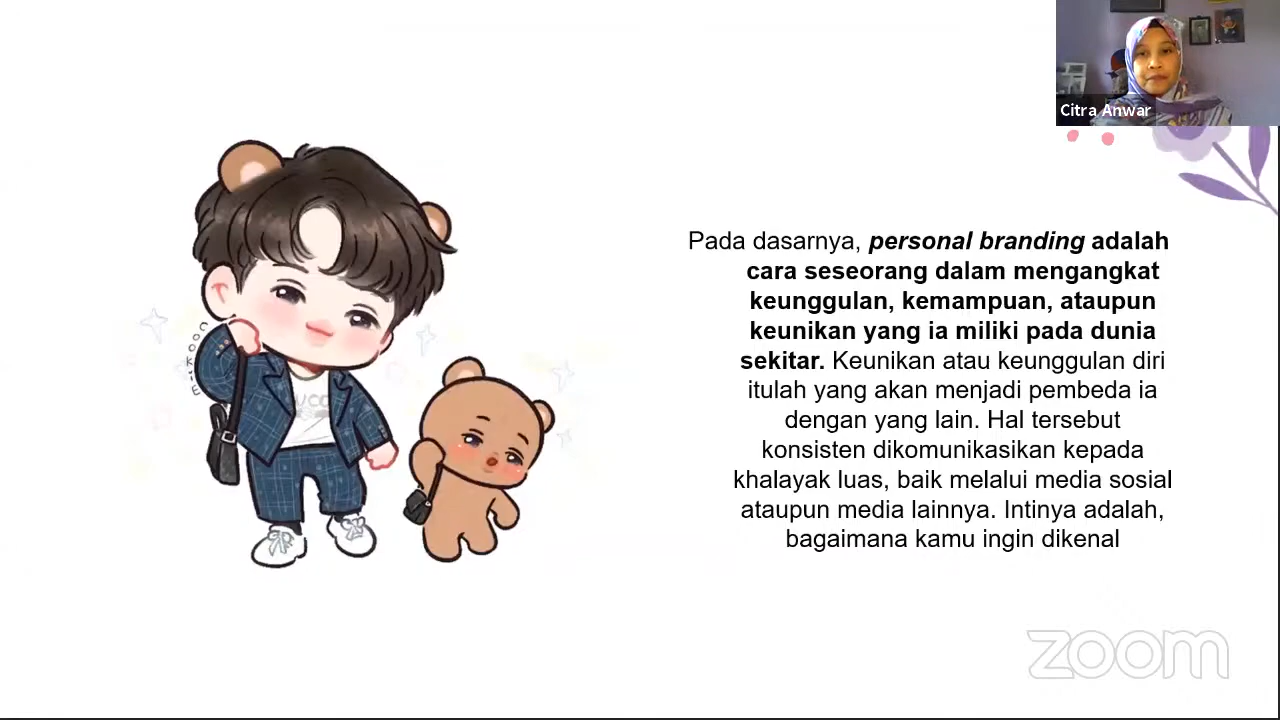 Citra Anwar
COOKIE
UCC
Pada dasarnya, personal branding adalah
cara seseorang dalam mengangkat
keunggulan, kemampuan, ataupun
keunikan yang ia miliki pada dunia
sekitar. Keunikan atau keunggulan diri
itulah yang akan menjadi pembeda ia
dengan yang lain. Hal tersebut
konsisten dikomunikasikan kepada
khalayak luas, baik melalui media sosial
ataupun media lainnya. Intinya adalah,
bagaimana kamu ingin dikenal
zoom